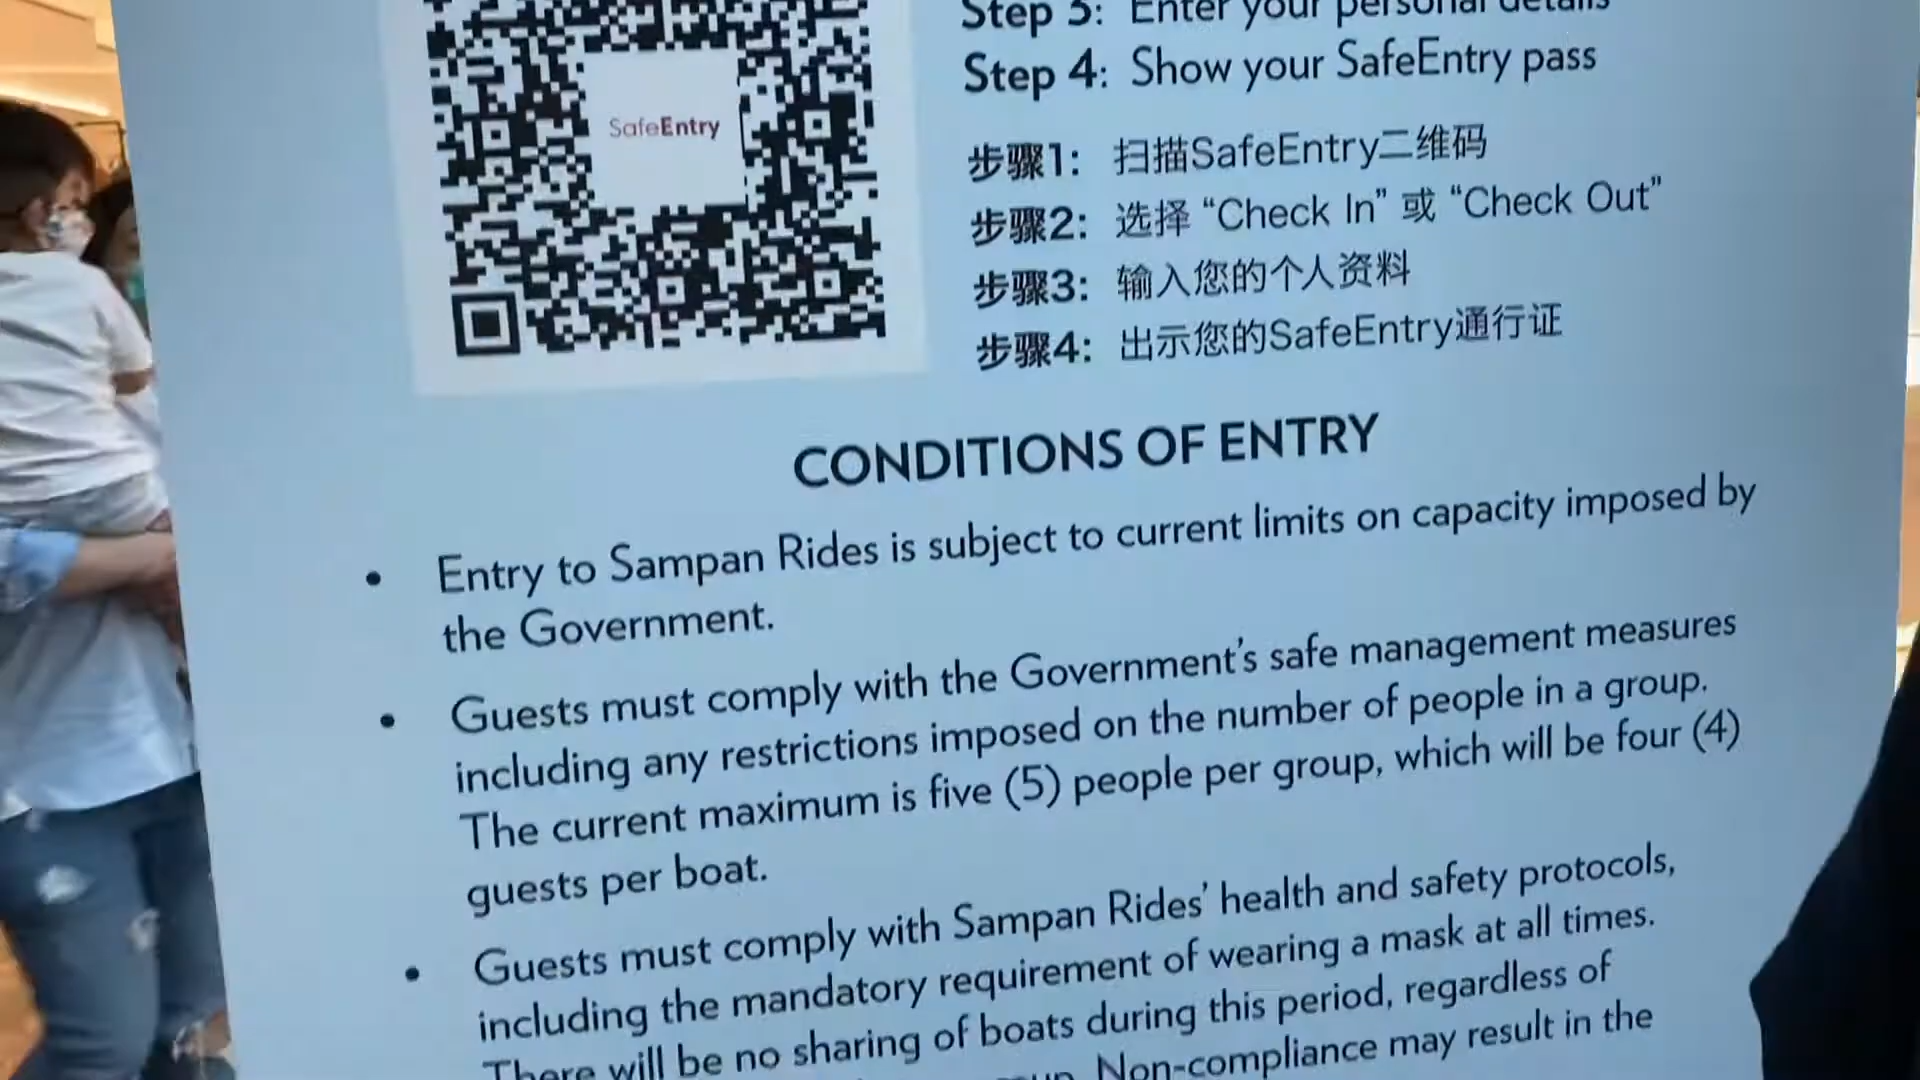 Step 3: Enter your personal details
Step 4: Show your SafeEntry pass
SafeEntry
步骤1: 扫描SafeEntry二维码
步骤2: 选择 “Check In” 或 “Check Out”
步骤3: 输入您的个人资料
步骤4: 出示您的SafeEntry通行证
CONDITIONS OF ENTRY
• Entry to Sampan Rides is subject to current limits on capacity imposed by
the Government.
• Guests must comply with the Government’s safe management measures
including any restrictions imposed on the number of people in a group.
The current maximum is five (5) people per group, which will be four (4)
guests per boat.
• Guests must comply with Sampan Rides’ health and safety protocols,
including the mandatory requirement of wearing a mask at all times.
There will be no sharing of boats during this period, regardless of
Non-compliance may result in the